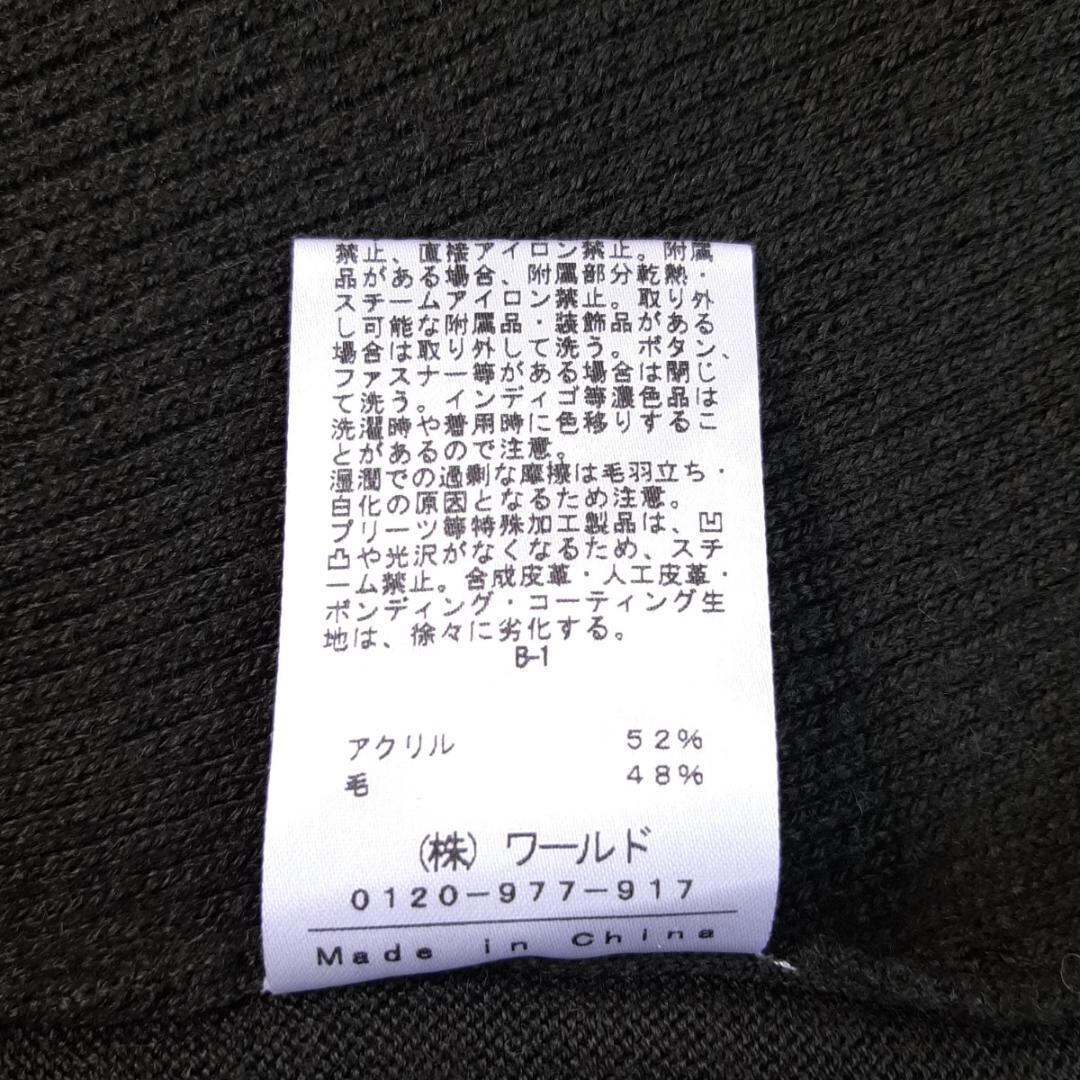 禁止、直接アイロン禁止。附属
品がある場合、附属部分乾熱・
スチームアイロン禁止。取り外
し可能な附属品・装飾品がある
場合は取り外して洗う。ボタン、
ファスナー等がある場合は閉じ
て洗う。インディゴ等濃色品は
洗濯時や着用時に色移りするこ
とがあるので注意。
湿潤での過剰な摩擦は毛羽立ち・
白化の原因となるため注意。
プリーツ等特殊加工製品は、凹
凸や光沢がなくなるため、スチ
ーム禁止。合成皮革・人工皮革・
ボンディング・コーティング生
地は、徐々に劣化する。
B-1
アクリル 52%
毛 48%
(株) ワールド
0120-977-917
Made in China